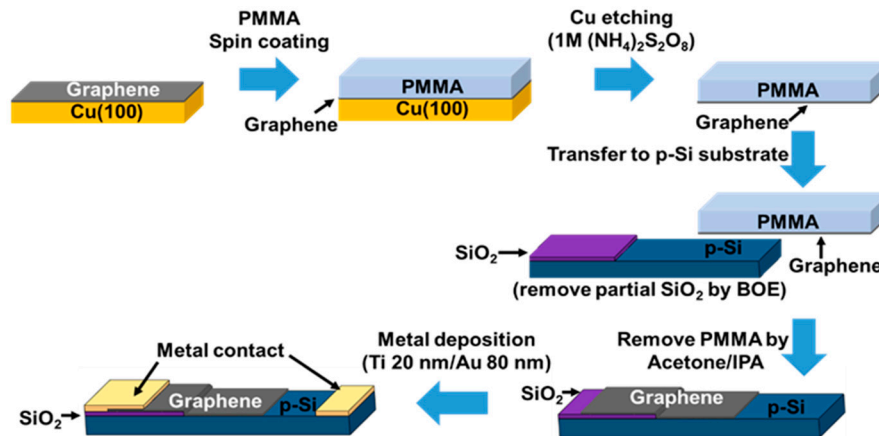 PMMA
Spin coating
Cu etching
(1M (NH₄)₂S₂O₈)
Graphene
Cu(100)
PMMA
Cu(100)
Graphene
PMMA
Graphene
Transfer to p-Si substrate
PMMA
SiO₂
p-Si
Graphene
(remove partial SiO₂ by BOE)
Remove PMMA by
Acetone/IPA
Metal deposition
(Ti 20 nm/Au 80 nm)
Metal contact
SiO₂
Graphene
p-Si
SiO₂
Graphene
p-Si